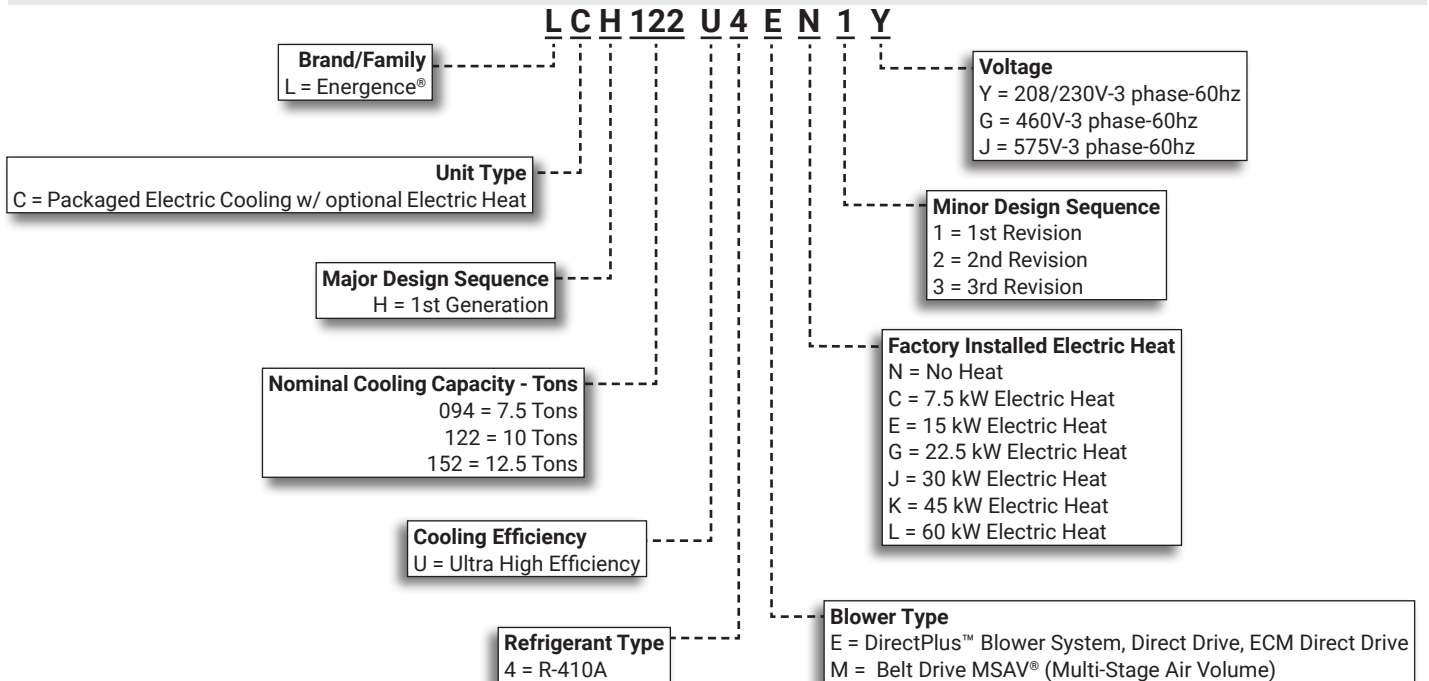 L C H 122 U 4 E N 1 Y
Brand/Family
L = Energence®
Voltage
Y = 208/230V-3 phase-60hz
G = 460V-3 phase-60hz
J = 575V-3 phase-60hz
Unit Type
C = Packaged Electric Cooling w/ optional Electric Heat
Minor Design Sequence
1 = 1st Revision
2 = 2nd Revision
3 = 3rd Revision
Major Design Sequence
H = 1st Generation
Factory Installed Electric Heat
N = No Heat
C = 7.5 kW Electric Heat
E = 15 kW Electric Heat
G = 22.5 kW Electric Heat
J = 30 kW Electric Heat
K = 45 kW Electric Heat
L = 60 kW Electric Heat
Nominal Cooling Capacity - Tons
094 = 7.5 Tons
122 = 10 Tons
152 = 12.5 Tons
Cooling Efficiency
U = Ultra High Efficiency
Blower Type
E = DirectPlus™ Blower System, Direct Drive, ECM Direct Drive
M = Belt Drive MSAV® (Multi-Stage Air Volume)
Refrigerant Type
4 = R-410A